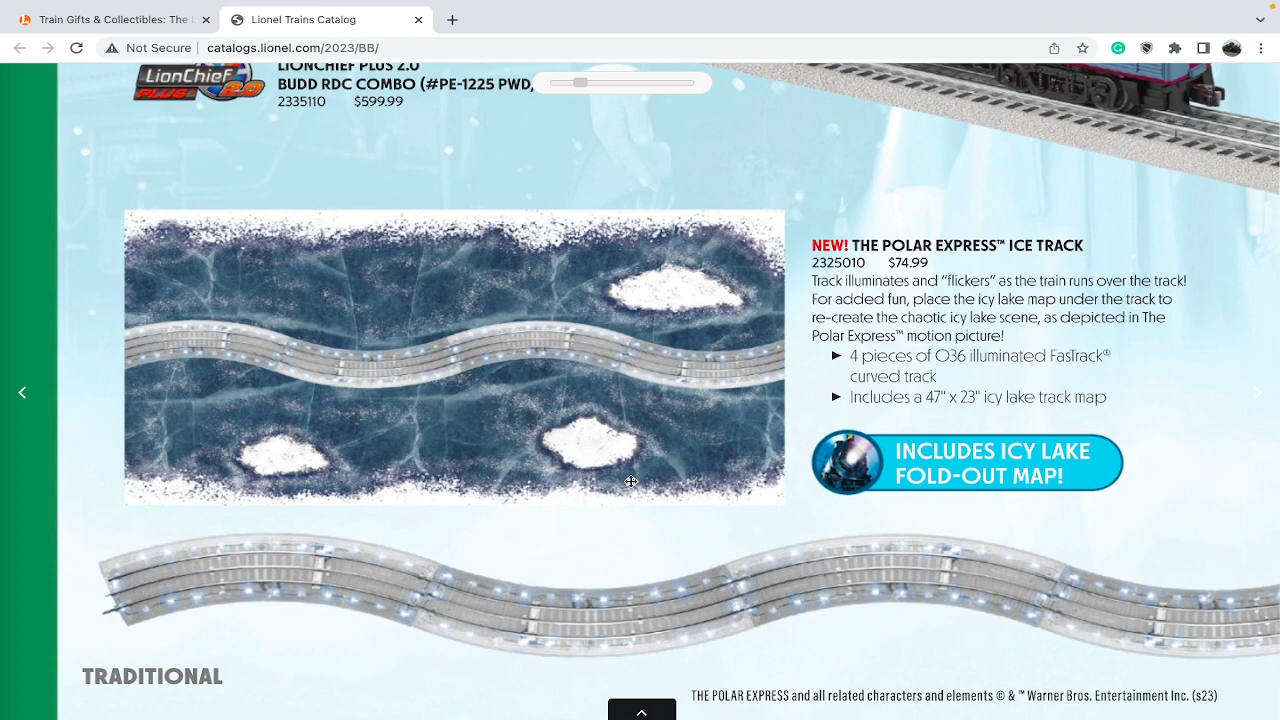 Train Gifts & Collectibles: The
Lionel Trains Catalog
Not Secure
catalogs.lionel.com/2023/BB/
LionChief
PLUS 2.0
LIONCHIEF PLUS 2.0
BUDD RDC COMBO (#PE-1225 PWD,
2335110 $599.99
NEW! THE POLAR EXPRESS™ ICE TRACK
2325010 $74.99
Track illuminates and “flickers” as the train runs over the track!
For added fun, place the icy lake map under the track to
re-create the chaotic icy lake scene, as depicted in The
Polar Express™ motion picture!
► 4 pieces of O36 illuminated FasTrack®
curved track
► Includes a 47" x 23" icy lake track map
INCLUDES ICY LAKE
FOLD-OUT MAP!
TRADITIONAL
THE POLAR EXPRESS and all related characters and elements © & ™ Warner Bros. Entertainment Inc. (s23)